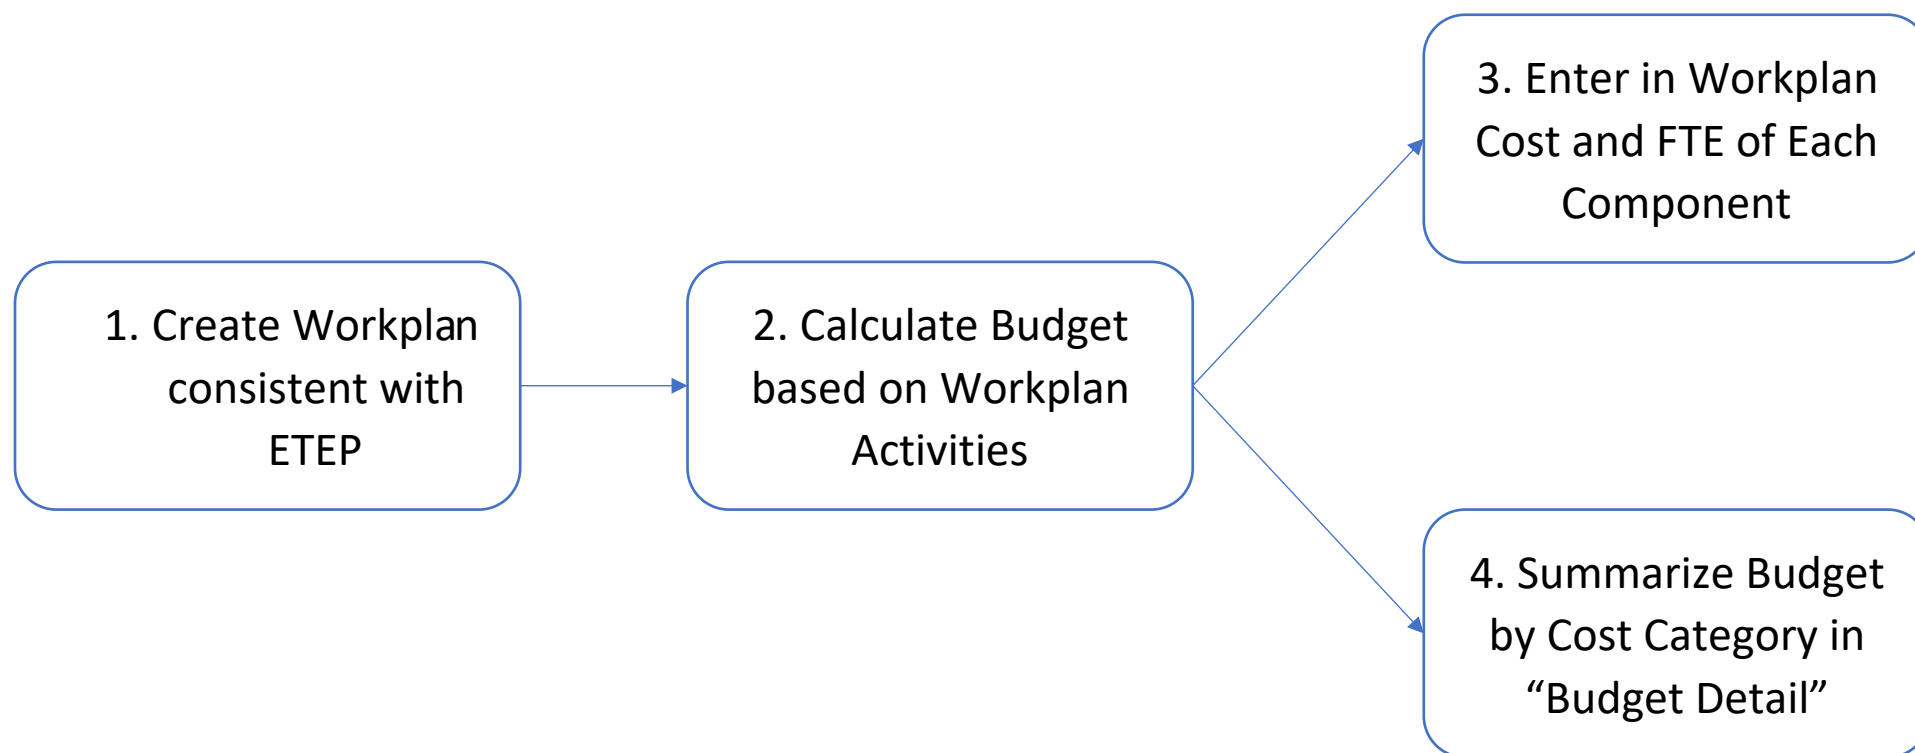 1. Create Workplan
consistent with
ETEP
2. Calculate Budget
based on Workplan
Activities
3. Enter in Workplan
Cost and FTE of Each
Component
4. Summarize Budget
by Cost Category in
“Budget Detail”